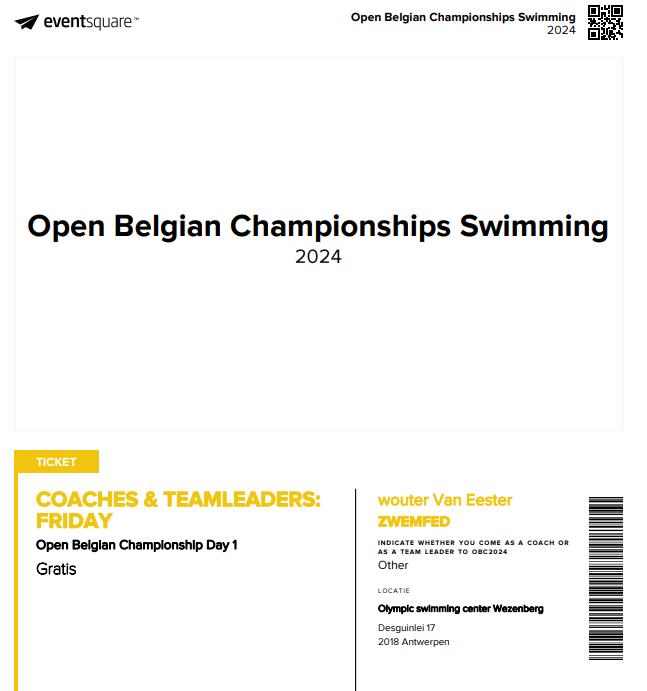 eventsquare™
Open Belgian Championships Swimming
2024
Open Belgian Championships Swimming
2024
TICKET
COACHES & TEAMLEADERS:
FRIDAY
Open Belgian Championship Day 1
Gratis
wouter Van Eester
ZWEMFED
INDICATE WHETHER YOU COME AS A COACH OR
AS A TEAM LEADER TO OBC2024
Other
LOCATIE
Olympic swimming center Wezenberg
Desguinlei 17
2018 Antwerpen